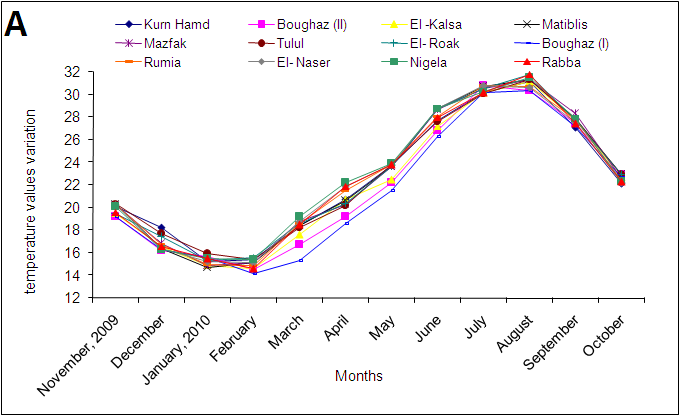 A
Kurn Hamd Boughaz (II) El -Kalsa Matiblis
Mazfak Tulul El- Roak Boughaz (I)
Rumia El- Naser Nigela Rabba
temperature values variation
32
30
28
26
24
22
20
18
16
14
12
November, 2009
December
January, 2010
February
March
April
May
June
July
August
September
October
Months